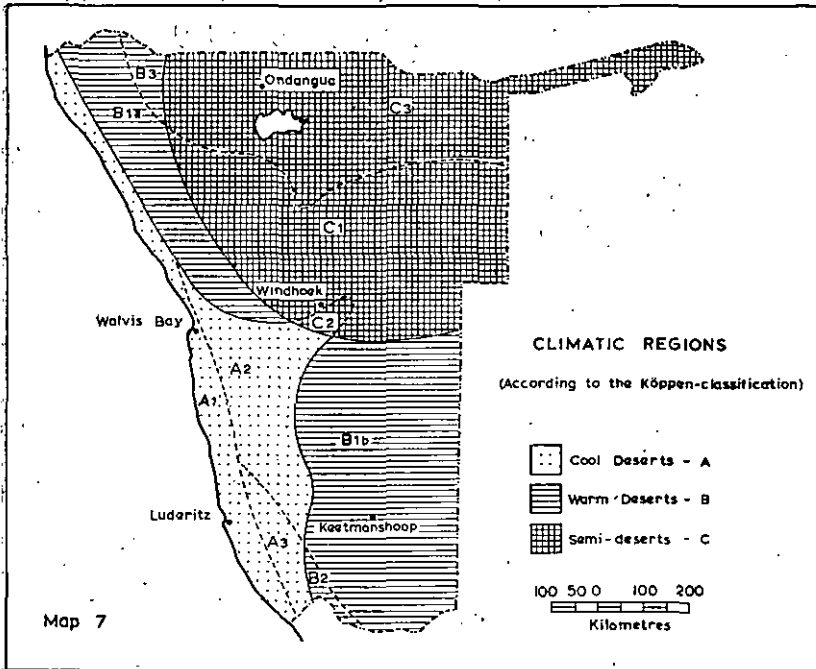 B3
Ondangua
B1a
C3
C1
Windhoek
C2
Walvis Bay
A2
A1
B1b
Luderitz
Keetmanshoop
A3
B2
Map 7
CLIMATIC REGIONS
(According to the Köppen-classification)
Cool Deserts - A
Warm Deserts - B
Semi-deserts - C
100 50 0 100 200
Kilometres